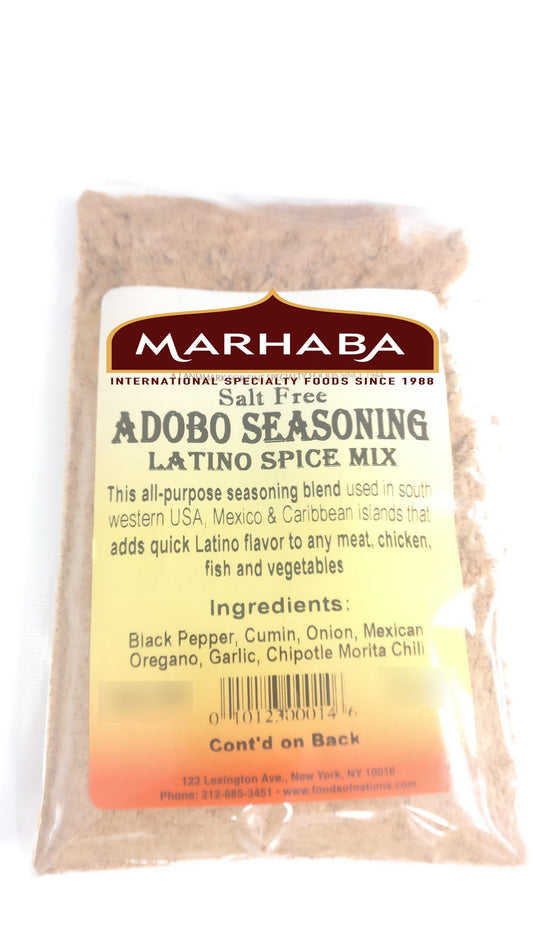 MARHABA
INTERNATIONAL SPECIALTY FOODS SINCE 1988
Salt Free
ADOBO SEASONING
LATINO SPICE MIX
This all-purpose seasoning blend used in south
western USA, Mexico & Caribbean islands that
adds quick Latino flavor to any meat, chicken,
fish and vegetables
Ingredients:
Black Pepper, Cumin, Onion, Mexican
Oregano, Garlic, Chipotle Morita Chili
0 10123 00014 6
Cont'd on Back
123 Lexington Ave., New York, NY 10016
Phone: 212-685-3451 • www.foodsofnations.com